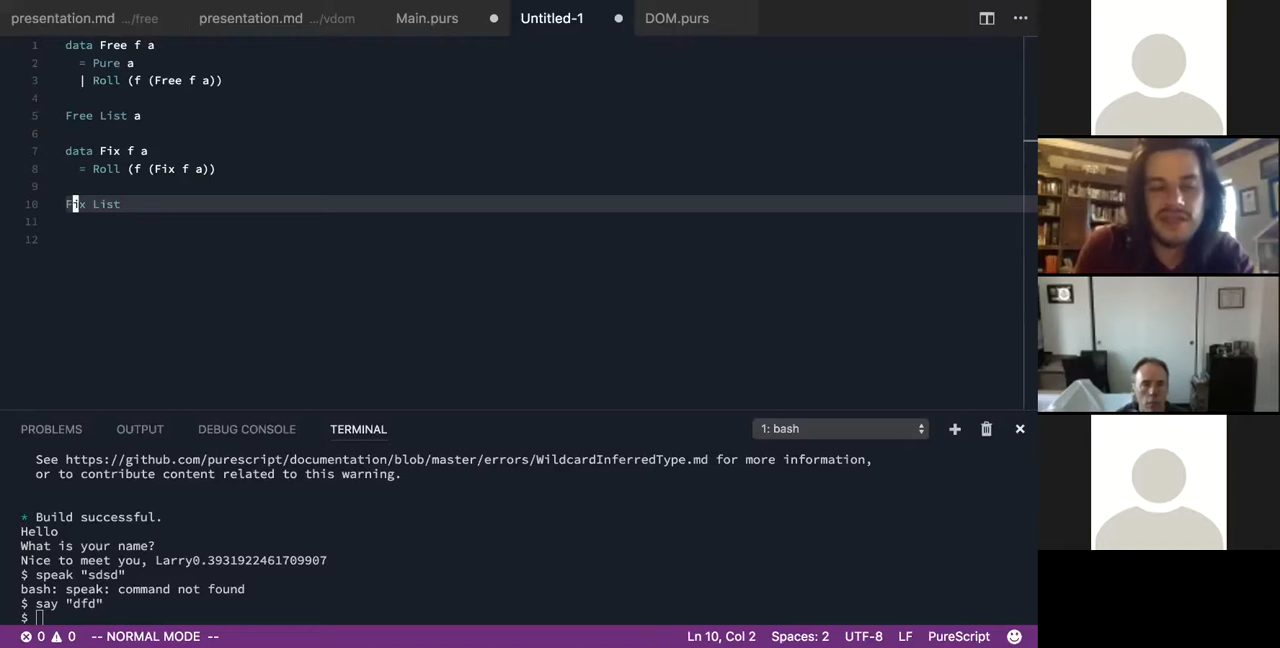 presentation.md .../free presentation.md .../vdom Main.purs Untitled-1 DOM.purs
1 data Free f a
2 = Pure a
3 | Roll (f (Free f a))
4
5 Free List a
6
7 data Fix f a
8 = Roll (f (Fix f a))
9
10 Fix List
11
12
PROBLEMS OUTPUT DEBUG CONSOLE TERMINAL 1: bash
See https://github.com/purescript/documentation/blob/master/errors/WildcardInferredType.md for more information,
or to contribute content related to this warning.
* Build successful.
Hello
What is your name?
Nice to meet you, Larry0.3931922461709907
$ speak "sdsd"
bash: speak: command not found
$ say "dfd"
$
0 0 -- NORMAL MODE -- Ln 10, Col 2 Spaces: 2 UTF-8 LF PureScript